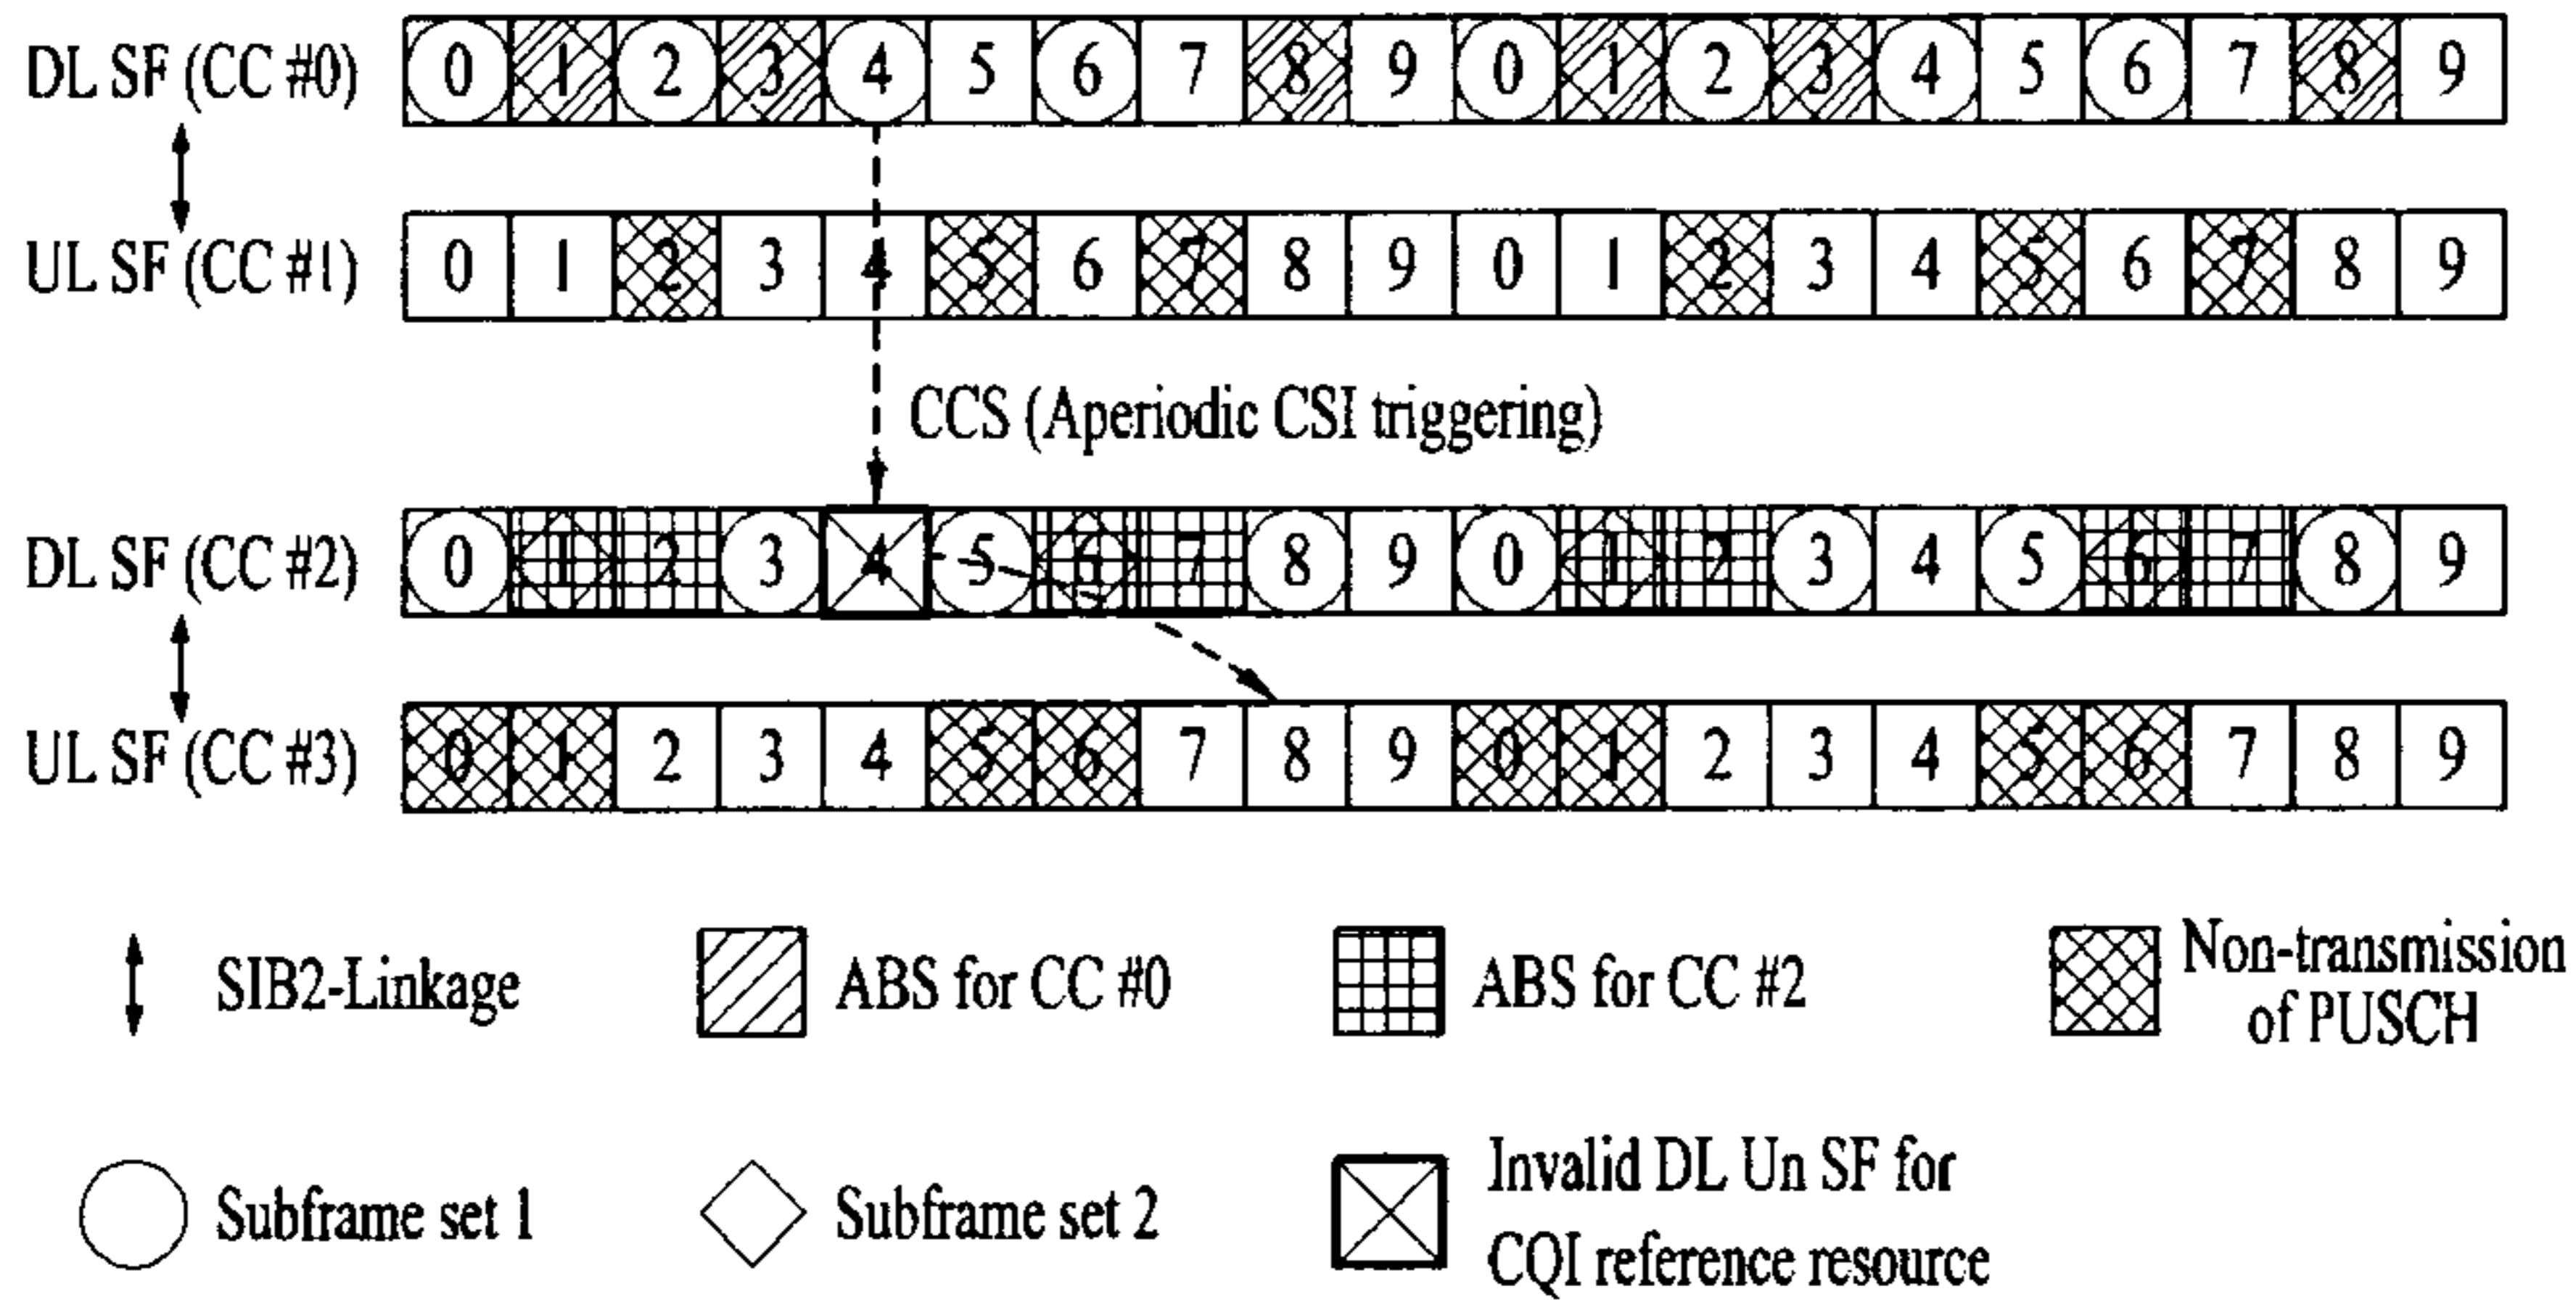 DL SF (CC #0) 0 1 2 3 4 5 6 7 8 9 0 1 2 3 4 5 6 7 8 9
UL SF (CC #1) 0 1 2 3 4 5 6 7 8 9 0 1 2 3 4 5 6 7 8 9
CCS (Aperiodic CSI triggering)
DL SF (CC #2) 0 1 2 3 4 5 6 7 8 9 0 1 2 3 4 5 6 7 8 9
UL SF (CC #3) 0 1 2 3 4 5 6 7 8 9 0 1 2 3 4 5 6 7 8 9
SIB2-Linkage
ABS for CC #0
ABS for CC #2
Non-transmission
of PUSCH
Subframe set 1
Subframe set 2
Invalid DL Un SF for
CQI reference resource